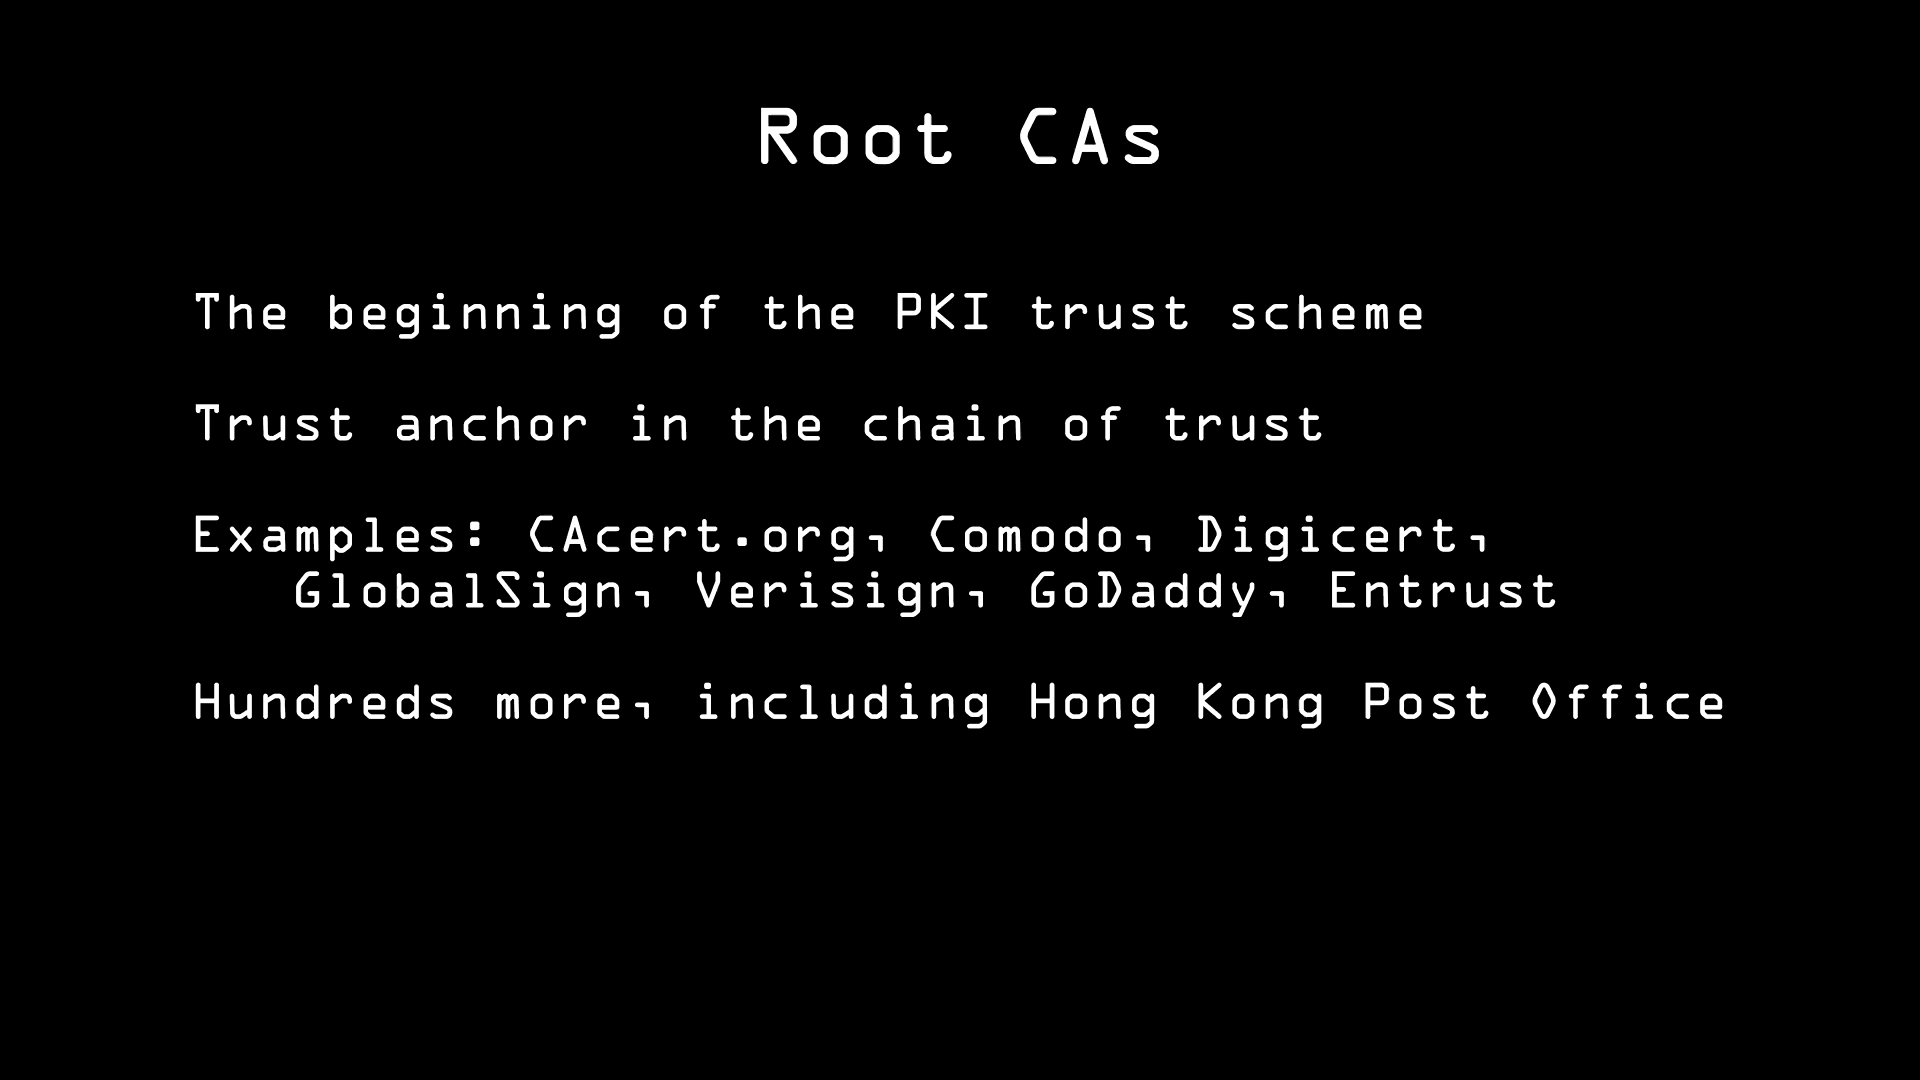 Root CAs
The beginning of the PKI trust scheme
Trust anchor in the chain of trust
Examples: CAcert.org, Comodo, Digicert,
GlobalSign, Verisign, GoDaddy, Entrust
Hundreds more, including Hong Kong Post Office